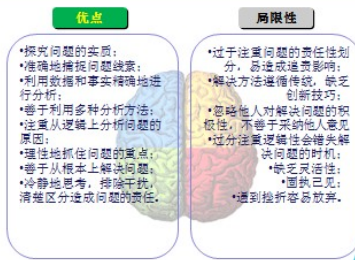 优点
•探究问题的实质；
•准确地捕捉问题线索；
•利用数据和事实精确地进
行分析；
•善于利用多种分析方法；
•注重从逻辑上分析问题的
原因；
•理性地抓住问题的重点；
•善于从根本上解决问题；
•冷静地思考，排除干扰，
清楚区分造成问题的责任。
局限性
•过于注重问题的责任性划
分，易造成追责影响；
•解决方法遵循传统，缺乏
创新技巧；
•忽略他人对解决问题的积
极性，不善于采纳他人意见
•过分注重逻辑性会错失解
决问题的时机；
•缺乏灵活性；
•固执已见；
•遇到挫折容易放弃。